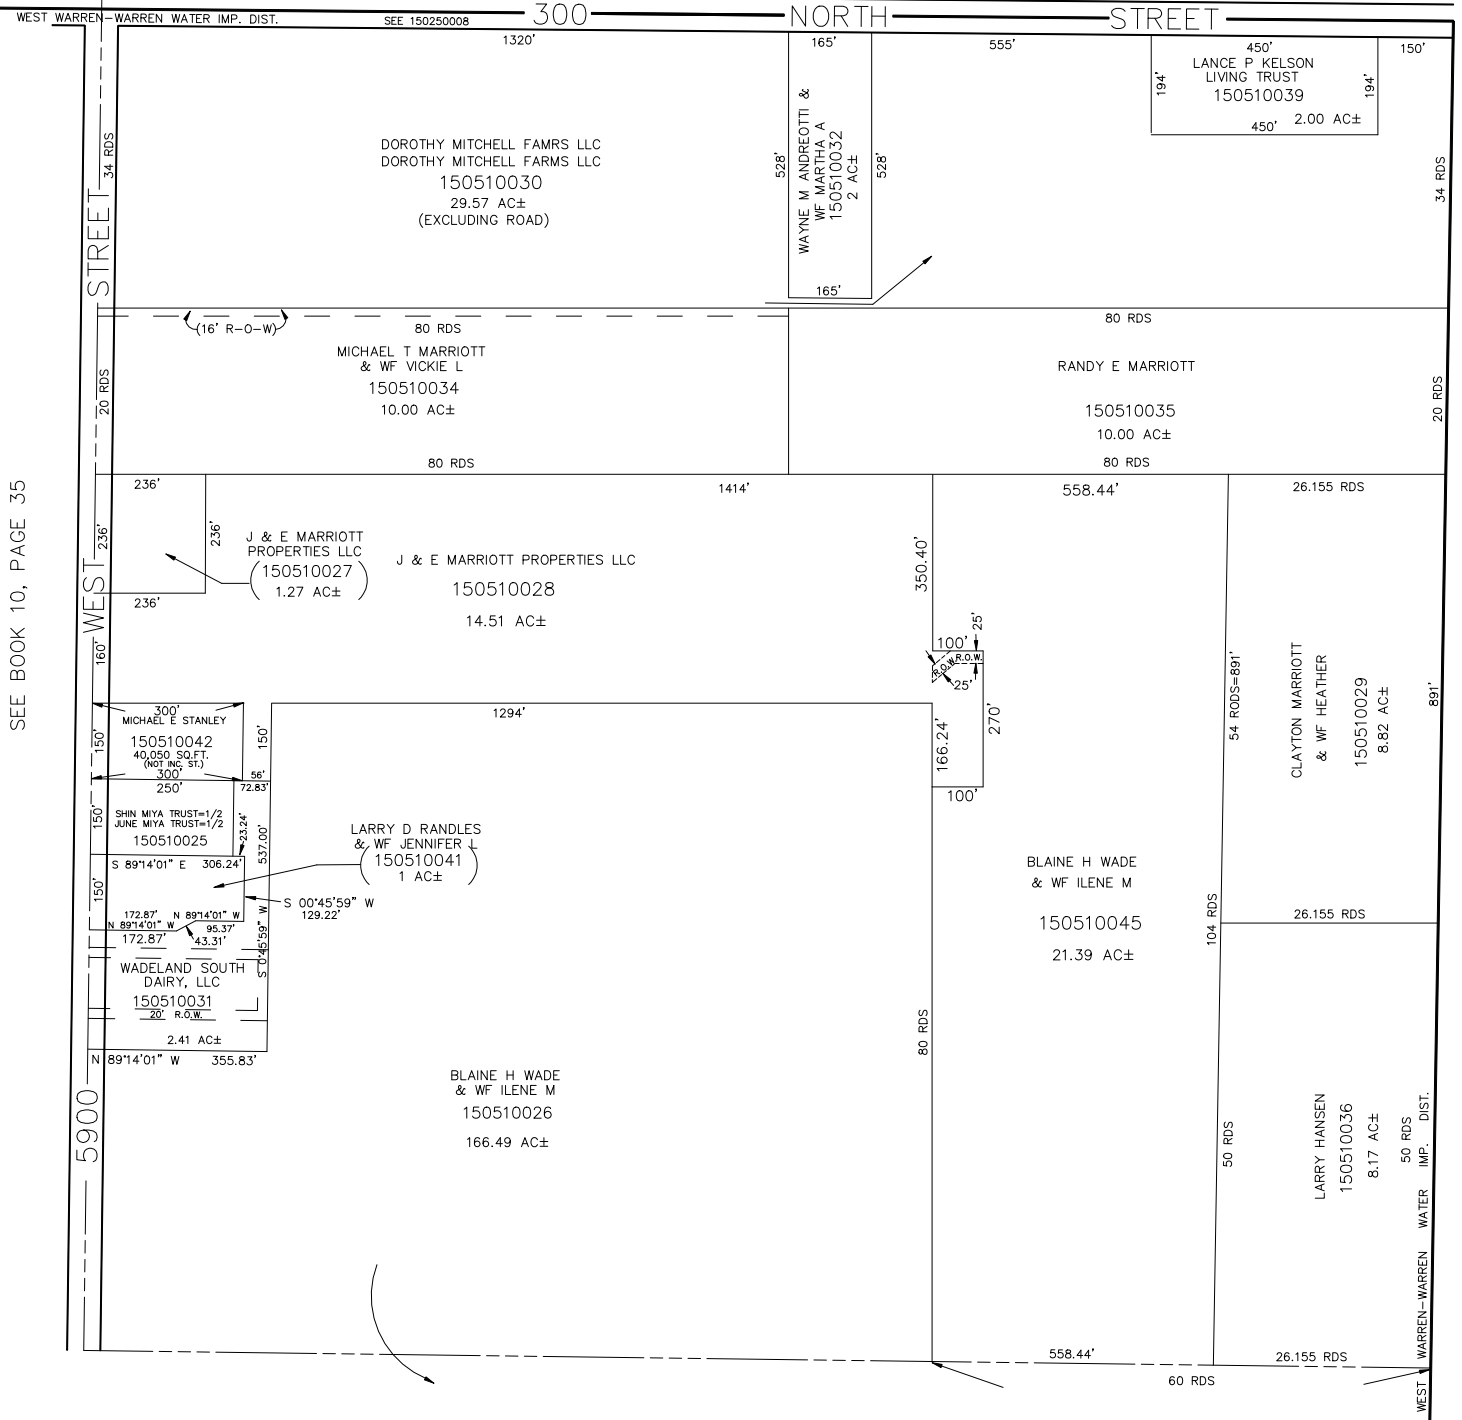 WEST WARREN-WARREN WATER IMP. DIST.
SEE 150250008
300 NORTH STREET
1320'
165'
555'
450'
150'
LANCE P KELSON
LIVING TRUST
150510039
2.00 AC±
194'
194'
450'
34 RDS
DOROTHY MITCHELL FAMRS LLC
DOROTHY MITCHELL FARMS LLC
150510030
29.57 AC±
(EXCLUDING ROAD)
528'
WAYNE M ANDREOTTI &
WF MARTHA A
150510032
2 AC±
528'
165'
34 RDS
(16' R-O-W)
80 RDS
80 RDS
MICHAEL T MARRIOTT
& WF VICKIE L
150510034
10.00 AC±
20 RDS
RANDY E MARRIOTT
150510035
10.00 AC±
20 RDS
80 RDS
80 RDS
SEE BOOK 10, PAGE 35
5900 WEST STREET
236'
236'
236'
236'
1414'
558.44'
26.155 RDS
J & E MARRIOTT
PROPERTIES LLC
(150510027)
1.27 AC±
J & E MARRIOTT PROPERTIES LLC
150510028
14.51 AC±
350.40'
160'
100'
25'
R.O.W.
R.O.W.
25'
270'
166.24'
100'
54 RODS=891'
CLAYTON MARRIOTT
& WF HEATHER
150510029
8.82 AC±
891'
300'
MICHAEL E STANLEY
150510042
40,050 SQ.FT.
(NOT INC. ST.)
300'
150'
150'
1294'
250'
56'
72.83'
SHIN MIYA TRUST=1/2
JUNE MIYA TRUST=1/2
150510025
150'
23.24'
537.00'
S 89°14'01" E 306.24'
LARRY D RANDLES
& WF JENNIFER L
(150510041)
1 AC±
150'
S 00°45'59" W
129.22'
172.87' N 89°14'01" W
N 89°14'01" W 95.37'
172.87' 43.31'
S 0°45'59" W
WADELAND SOUTH
DAIRY, LLC
150510031
20' R.O.W.
2.41 AC±
N 89°14'01" W 355.83'
BLAINE H WADE
& WF ILENE M
150510045
21.39 AC±
104 RDS
26.155 RDS
80 RDS
BLAINE H WADE
& WF ILENE M
150510026
166.49 AC±
50 RDS
LARRY HANSEN
150510036
8.17 AC±
50 RDS
WEST WARREN-WARREN WATER IMP. DIST.
558.44'
26.155 RDS
60 RDS